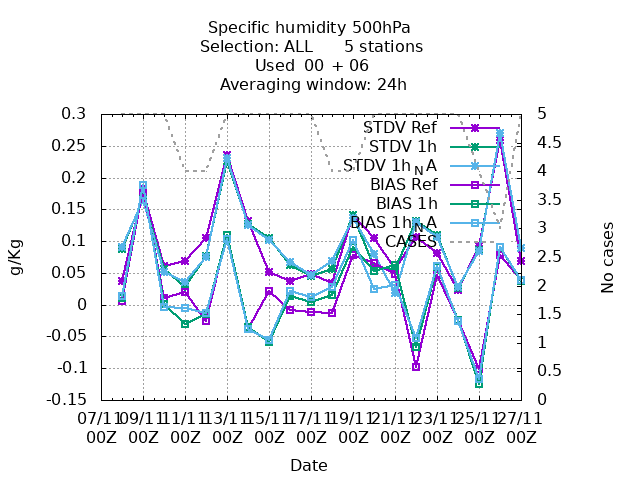 Specific humidity 500hPa
Selection: ALL 5 stations
Used 00 + 06
Averaging window: 24h
0.3
0.25
0.2
0.15
0.1
0.05
0
-0.05
-0.1
-0.15
g/Kg
5
4.5
4
3.5
3
2.5
2
1.5
1
0.5
0
No cases
STDV Ref
STDV 1h
STDV 1h_N A
BIAS Ref
BIAS 1h
BIAS 1h_N A
CASES
07/11 09/11 11/11 13/11 15/11 17/11 19/11 21/11 23/11 25/11 27/11
00Z 00Z 00Z 00Z 00Z 00Z 00Z 00Z 00Z 00Z 00Z
Date